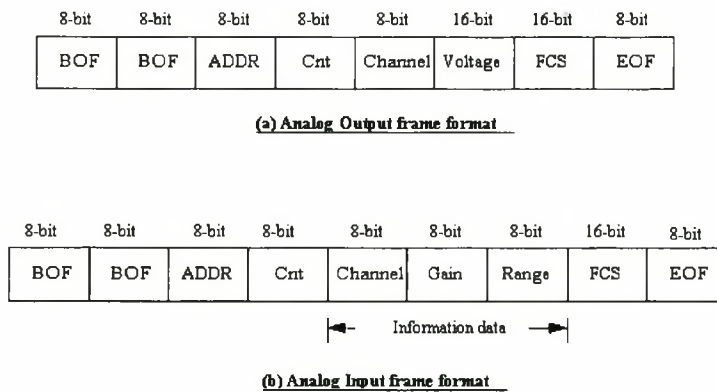 8-bit 8-bit 8-bit 8-bit 8-bit 16-bit 16-bit 8-bit
BOF BOF ADDR Cnt Channel Voltage FCS EOF
(a) Analog Output frame format
8-bit 8-bit 8-bit 8-bit 8-bit 8-bit 8-bit 16-bit 8-bit
BOF BOF ADDR Cnt Channel Gain Range FCS EOF
Information data
(b) Analog Input frame format